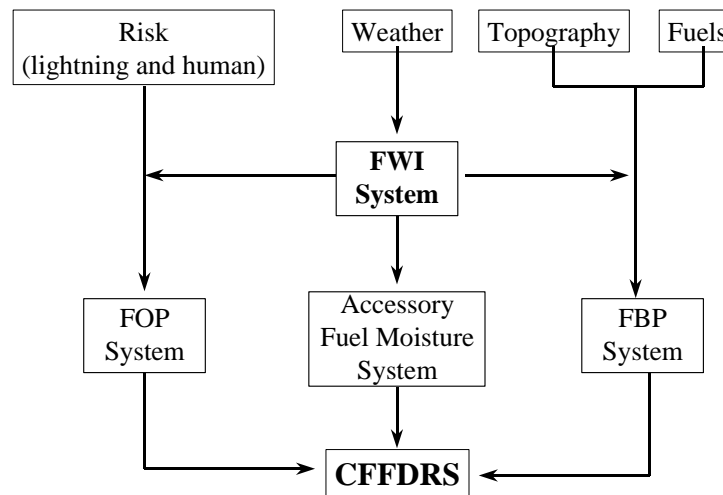 Risk
(lightning and human)
Weather
Topography
Fuels
FWI
System
FOP
System
Accessory
Fuel Moisture
System
FBP
System
CFFDRS